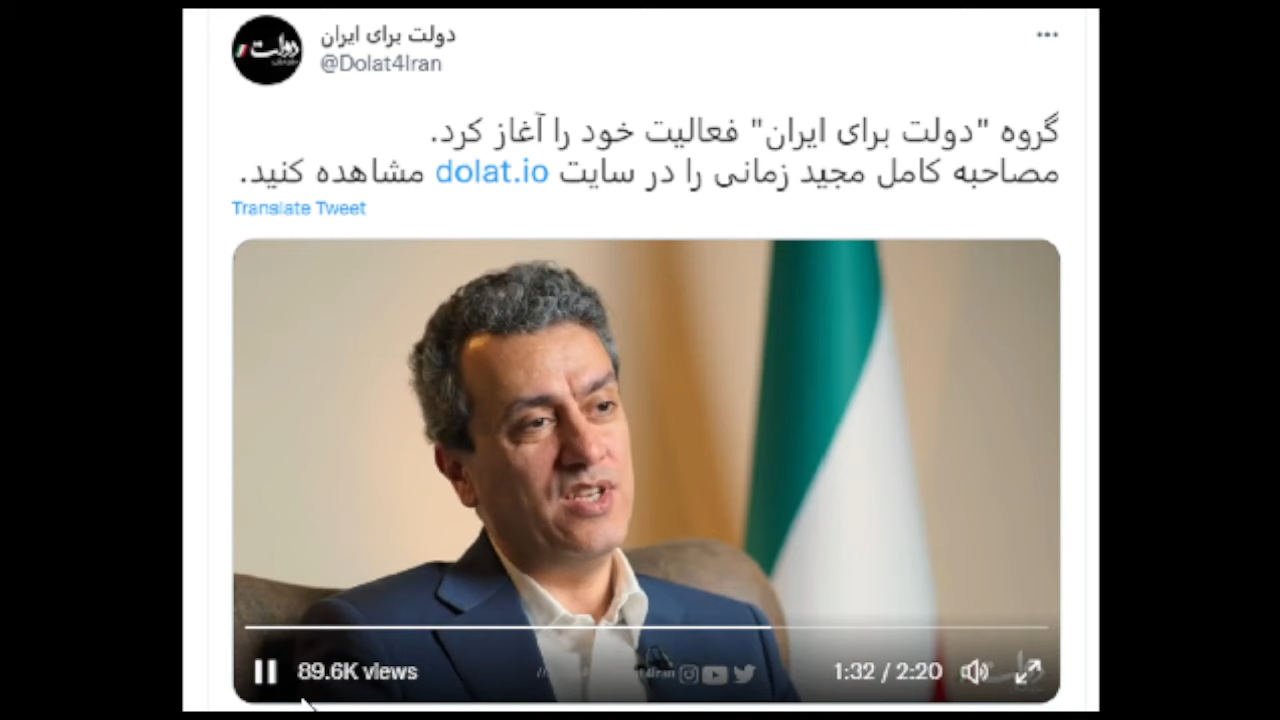 دولت برای ایران
@Dolat4Iran
گروه "دولت برای ایران" فعالیت خود را آغاز کرد.
مصاحبه کامل مجید زمانی را در سایت dolat.io مشاهده کنید.
Translate Tweet
89.6K views
1:32 / 2:20